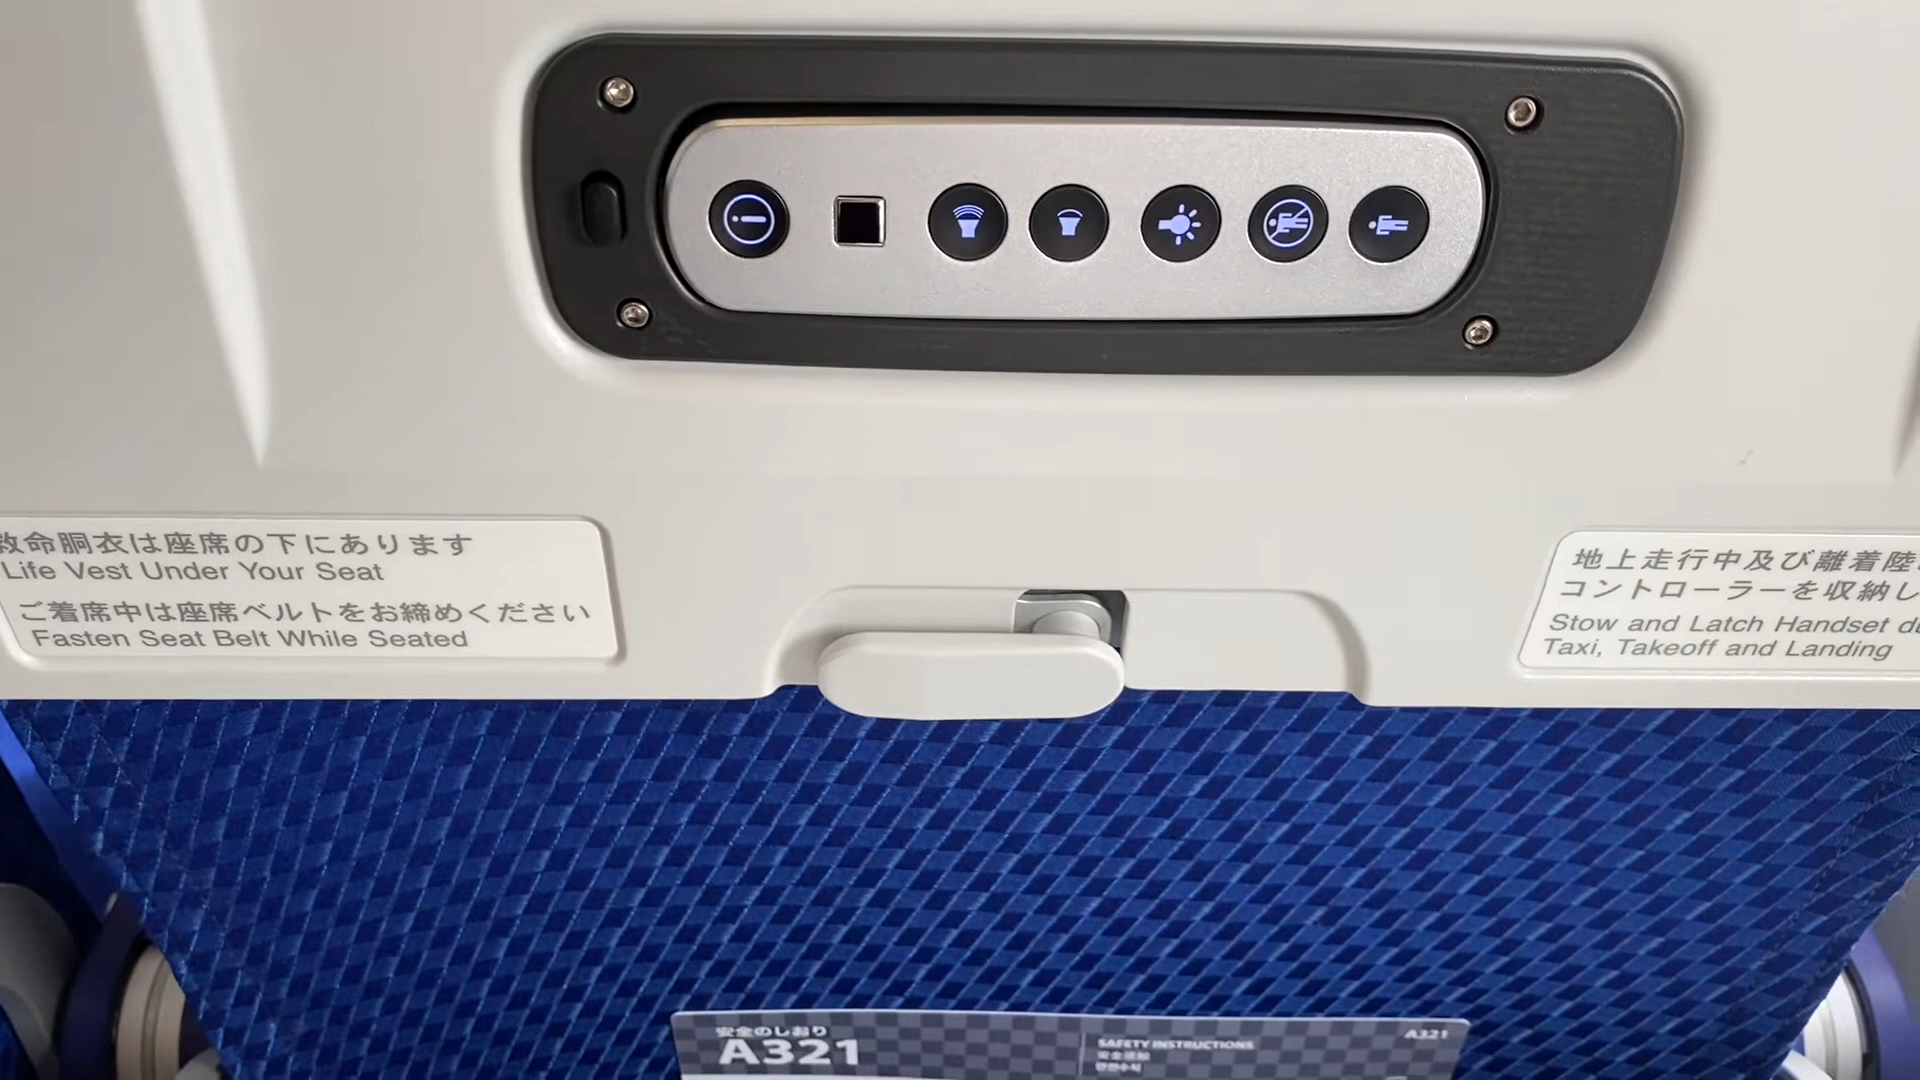 救命胴衣は座席の下にあります
Life Vest Under Your Seat
ご着席中は座席ベルトをお締めください
Fasten Seat Belt While Seated
地上走行中及び離着陸
コントローラーを収納し
Stow and Latch Handset du
Taxi, Takeoff and Landing
安全のしおり
A321
SAFETY INSTRUCTIONS
A321